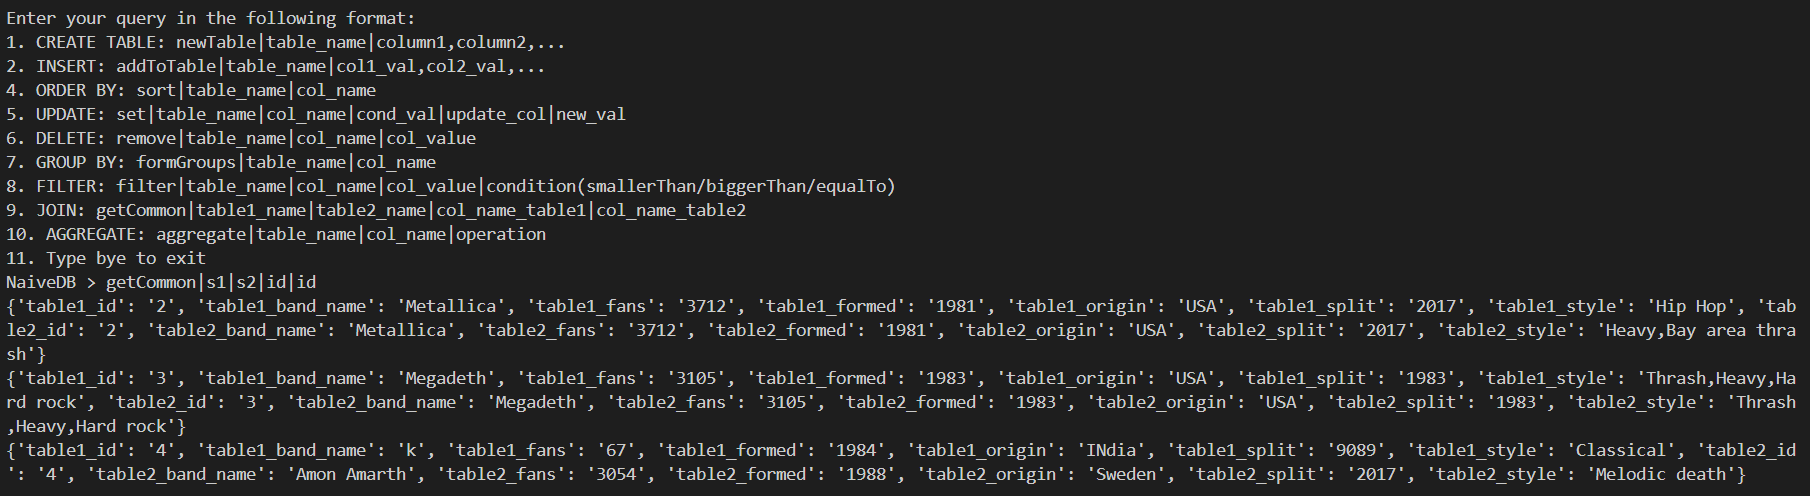 Enter your query in the following format:
1. CREATE TABLE: newTable|table_name|column1,column2,...
2. INSERT: addToTable|table_name|col1_val,col2_val,...
4. ORDER BY: sort|table_name|col_name
5. UPDATE: set|table_name|col_name|cond_val|update_col|new_val
6. DELETE: remove|table_name|col_name|col_value
7. GROUP BY: formGroups|table_name|col_name
8. FILTER: filter|table_name|col_name|col_value|condition(smallerThan/biggerThan/equalTo)
9. JOIN: getCommon|table1_name|table2_name|col_name_table1|col_name_table2
10. AGGREGATE: aggregate|table_name|col_name|operation
11. Type bye to exit
NaiveDB > getCommon|s1|s2|id|id
{'table1_id': '2', 'table1_band_name': 'Metallica', 'table1_fans': '3712', 'table1_formed': '1981', 'table1_origin': 'USA', 'table1_split': '2017', 'table1_style': 'Hip Hop', 'tab
le2_id': '2', 'table2_band_name': 'Metallica', 'table2_fans': '3712', 'table2_formed': '1981', 'table2_origin': 'USA', 'table2_split': '2017', 'table2_style': 'Heavy,Bay area thra
sh'}
{'table1_id': '3', 'table1_band_name': 'Megadeth', 'table1_fans': '3105', 'table1_formed': '1983', 'table1_origin': 'USA', 'table1_split': '1983', 'table1_style': 'Thrash,Heavy,Ha
rd rock', 'table2_id': '3', 'table2_band_name': 'Megadeth', 'table2_fans': '3105', 'table2_formed': '1983', 'table2_origin': 'USA', 'table2_split': '1983', 'table2_style': 'Thrash
,Heavy,Hard rock'}
{'table1_id': '4', 'table1_band_name': 'k', 'table1_fans': '67', 'table1_formed': '1984', 'table1_origin': 'INdia', 'table1_split': '9089', 'table1_style': 'Classical', 'table2_id
': '4', 'table2_band_name': 'Amon Amarth', 'table2_fans': '3054', 'table2_formed': '1988', 'table2_origin': 'Sweden', 'table2_split': '2017', 'table2_style': 'Melodic death'}